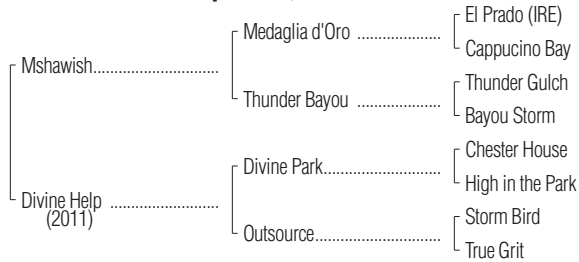 El Prado (IRE)
Medaglia d'Oro ....................
Cappucino Bay
Mshawish..............................
Thunder Gulch
Thunder Bayou ....................
Bayou Storm
Chester House
Divine Park............................
High in the Park
Divine Help ..........................
(2011)
Storm Bird
Outsource..............................
True Grit